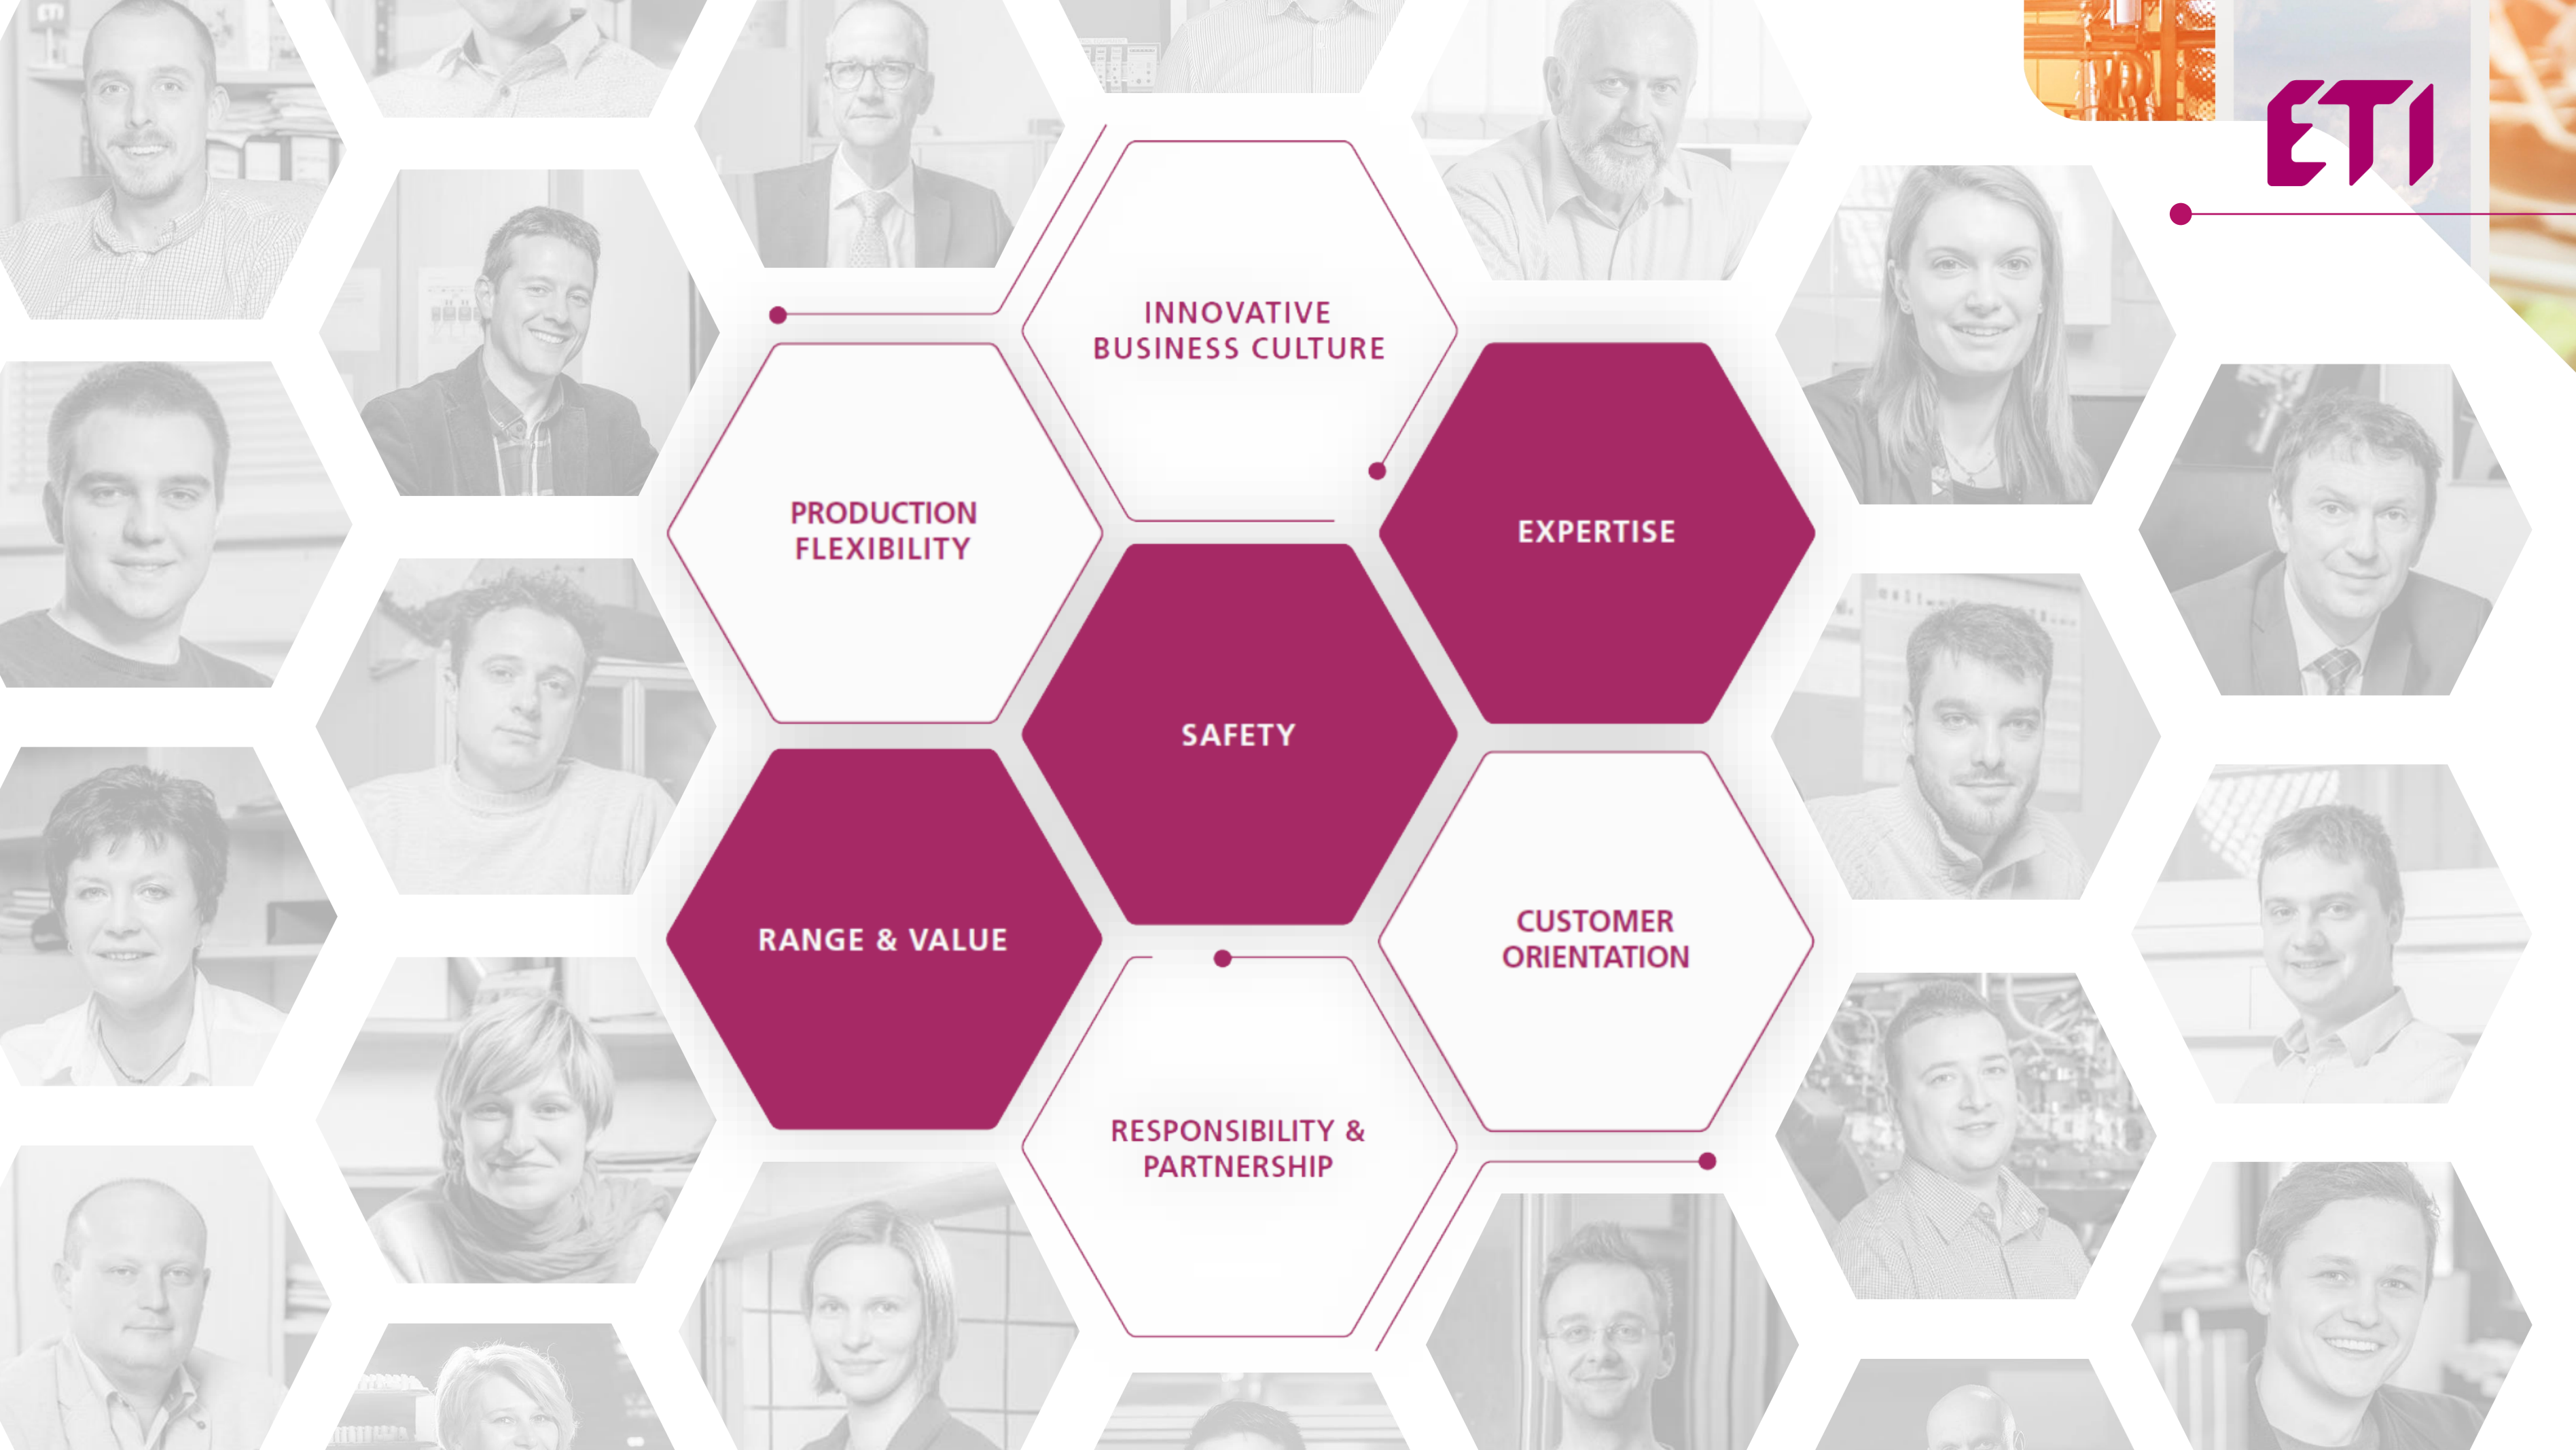 ETI
INNOVATIVE
BUSINESS CULTURE
PRODUCTION
FLEXIBILITY
EXPERTISE
SAFETY
RANGE & VALUE
CUSTOMER
ORIENTATION
RESPONSIBILITY &
PARTNERSHIP